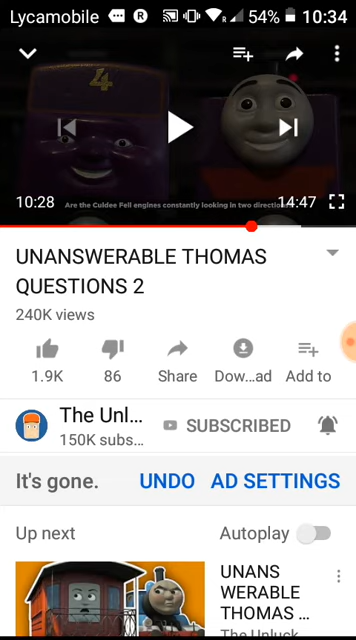 Lycamobile 54% 10:34
4
10:28 Are the Culdee Fell engines constantly looking in two directions 14:47
UNANSWERABLE THOMAS
QUESTIONS 2
240K views
1.9K 86 Share Dow...ad Add to
The Unl...
150K subs...
SUBSCRIBED
It's gone. UNDO AD SETTINGS
Up next Autoplay
UNANS
WERABLE
THOMAS ...
The Unluck